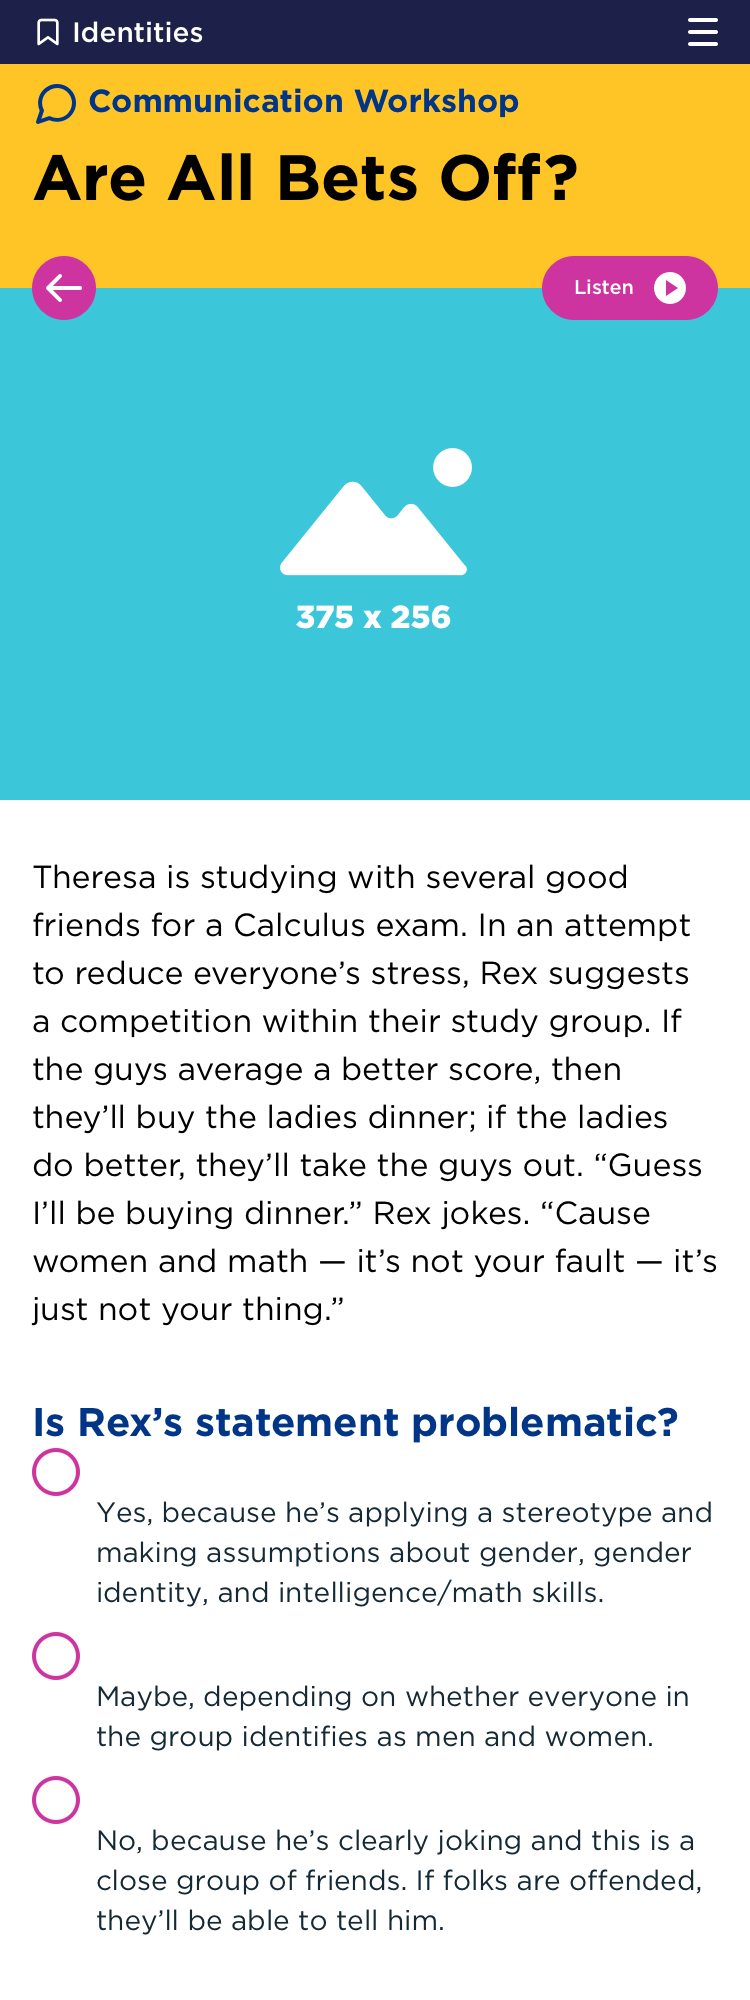 Identities
Communication Workshop
Are All Bets Off?
Listen
375 x 256
Theresa is studying with several good
friends for a Calculus exam. In an attempt
to reduce everyone’s stress, Rex suggests
a competition within their study group. If
the guys average a better score, then
they’ll buy the ladies dinner; if the ladies
do better, they’ll take the guys out. “Guess
I’ll be buying dinner.” Rex jokes. “Cause
women and math — it’s not your fault — it’s
just not your thing.”
Is Rex’s statement problematic?
Yes, because he’s applying a stereotype and
making assumptions about gender, gender
identity, and intelligence/math skills.
Maybe, depending on whether everyone in
the group identifies as men and women.
No, because he’s clearly joking and this is a
close group of friends. If folks are offended,
they’ll be able to tell him.